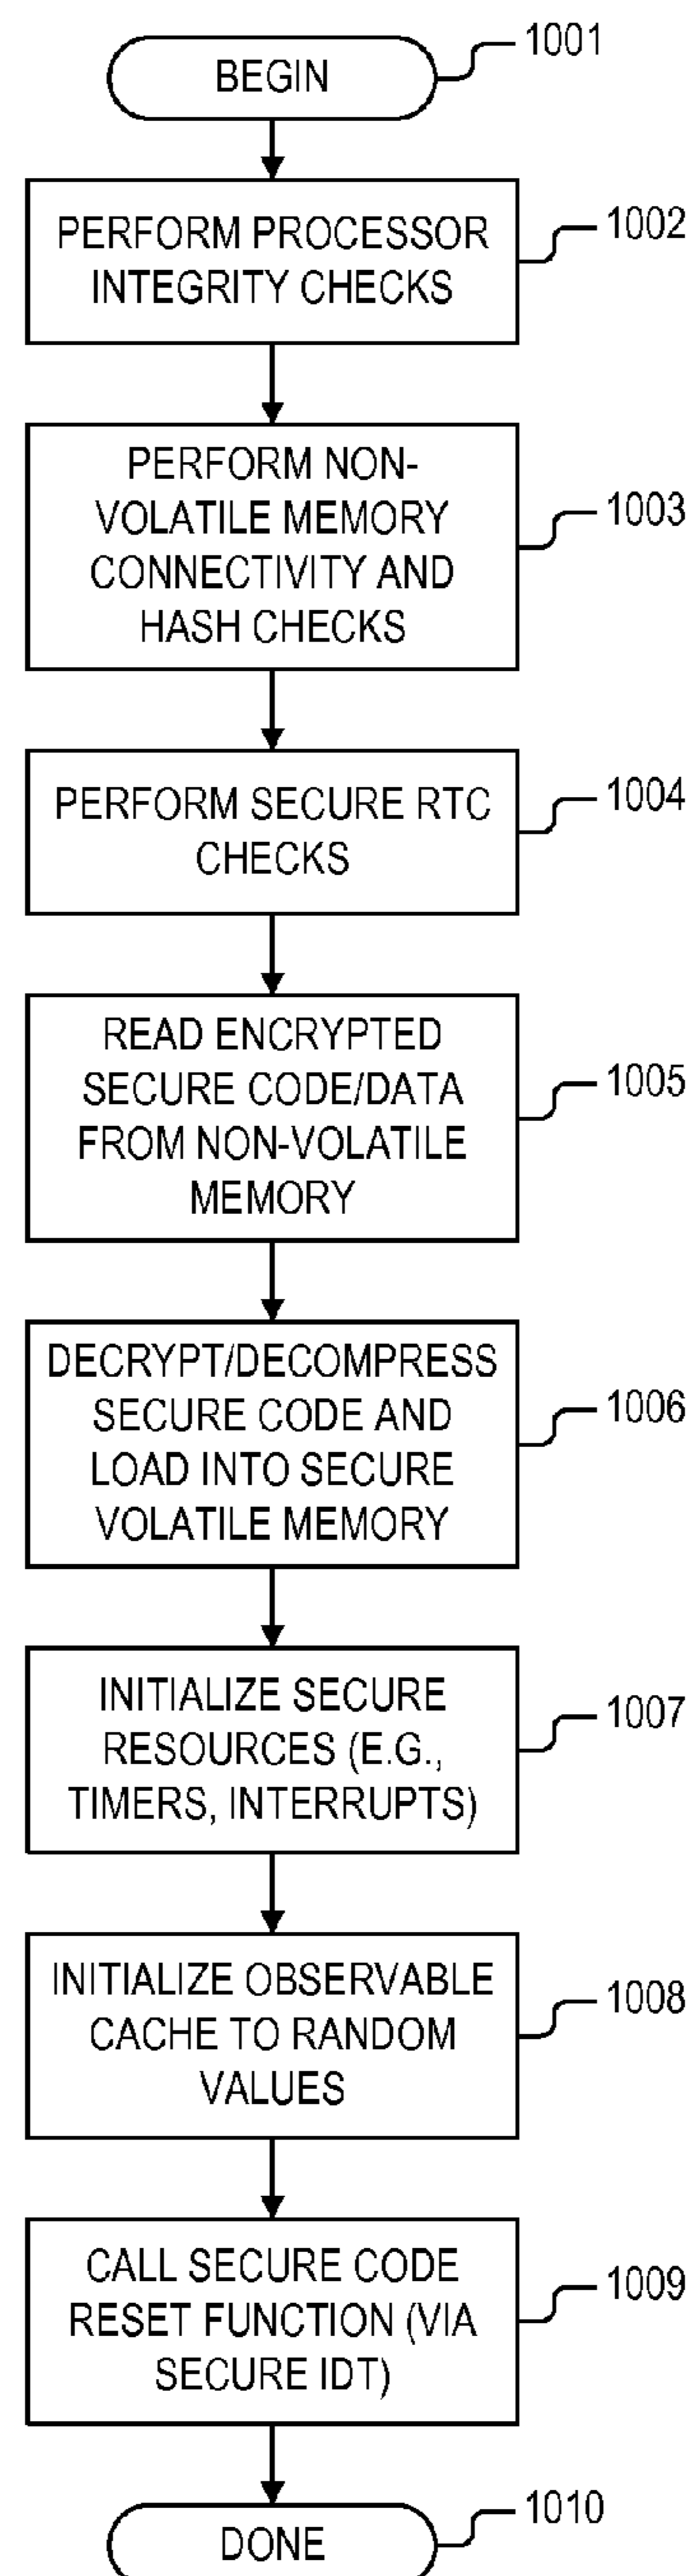 1001
BEGIN
1002
PERFORM PROCESSOR
INTEGRITY CHECKS
1003
PERFORM NON-
VOLATILE MEMORY
CONNECTIVITY AND
HASH CHECKS
1004
PERFORM SECURE RTC
CHECKS
1005
READ ENCRYPTED
SECURE CODE/DATA
FROM NON-VOLATILE
MEMORY
1006
DECRYPT/DECOMPRESS
SECURE CODE AND
LOAD INTO SECURE
VOLATILE MEMORY
1007
INITIALIZE SECURE
RESOURCES (E.G.,
TIMERS, INTERRUPTS)
1008
INITIALIZE OBSERVABLE
CACHE TO RANDOM
VALUES
1009
CALL SECURE CODE
RESET FUNCTION (VIA
SECURE IDT)
1010
DONE